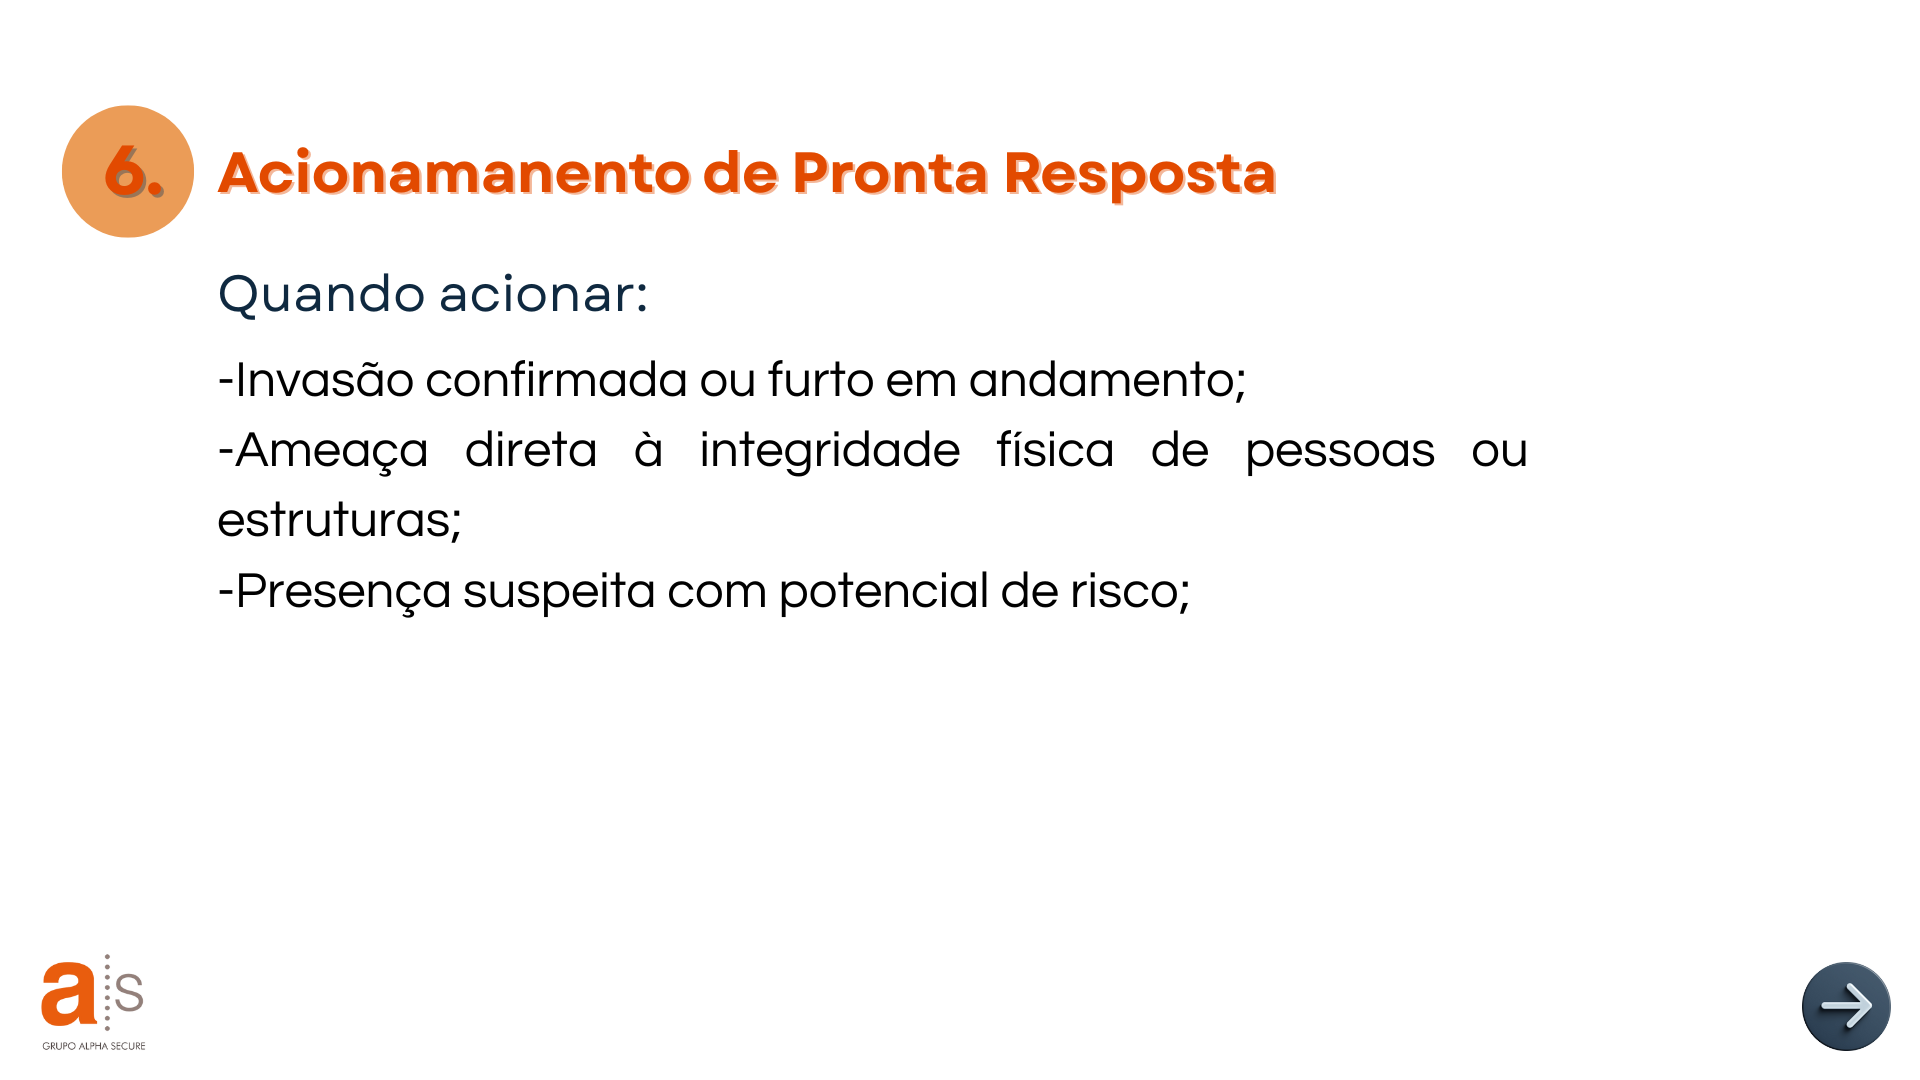 6. Acionamanento de Pronta Resposta
Quando acionar:
-Invasão confirmada ou furto em andamento;
-Ameaça direta à integridade física de pessoas ou
estruturas;
-Presença suspeita com potencial de risco;
a s
GRUPO ALPHA SECURE